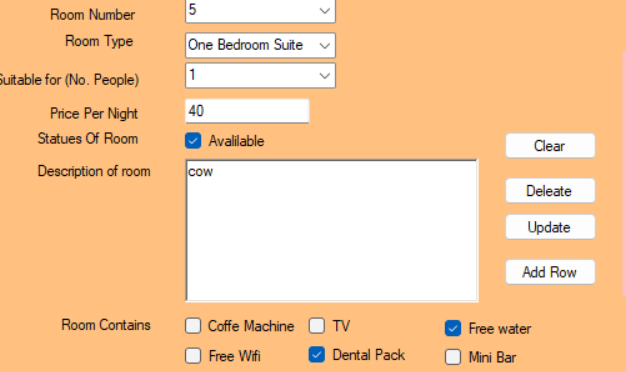 Room Number 5
Room Type One Bedroom Suite
Suitable for (No. People) 1
Price Per Night 40
Statues Of Room Avalilable
Clear
Description of room cow
Deleate
Update
Add Row
Room Contains Coffe Machine TV Free water
Free Wifi Dental Pack Mini Bar